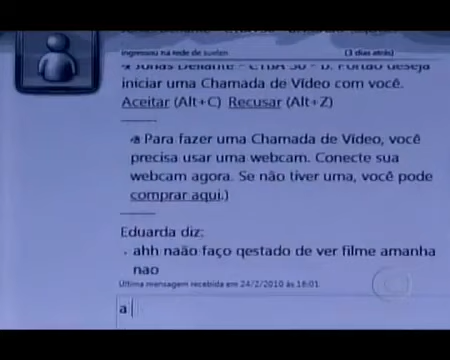 Ingressou na rede de suelen (3 dias atrás)
iniciar uma Chamada de Vídeo com você.
Aceitar (Alt+C) Recusar (Alt+Z)
Para fazer uma Chamada de Vídeo, você
precisa usar uma webcam. Conecte sua
webcam agora. Se não tiver uma, você pode
comprar aqui.)
Eduarda diz:
· ahh naão faço qestado de ver filme amanha
nao
Última mensagem recebida em 24/2/2010 às 16:01
a